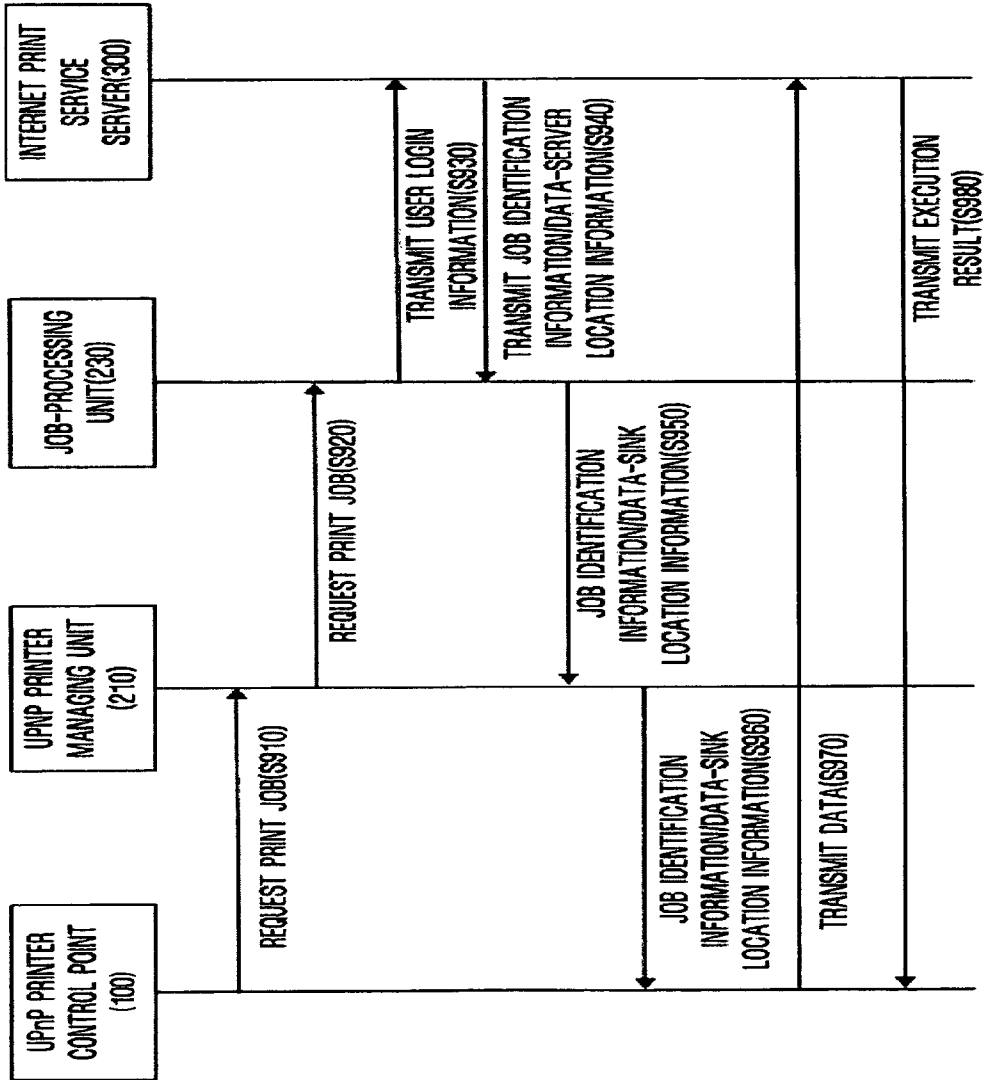 UPnP PRINTER
CONTROL POINT
(100)
UPNP PRINTER
MANAGING UNIT
(210)
JOB-PROCESSING
UNIT(230)
INTERNET PRINT
SERVICE
SERVER(300)
REQUEST PRINT JOB(S910)
REQUEST PRINT JOB(S920)
TRANSMIT USER LOGIN
INFORMATION(S930)
TRANSMIT JOB IDENTIFICATION
INFORMATION/DATA-SERVER
LOCATION INFORMATION(S940)
JOB IDENTIFICATION
INFORMATION/DATA-SINK
LOCATION INFORMATION(S950)
JOB IDENTIFICATION
INFORMATION/DATA-SINK
LOCATION INFORMATION(S960)
TRANSMIT DATA(S970)
TRANSMIT EXECUTION
RESULT(S980)